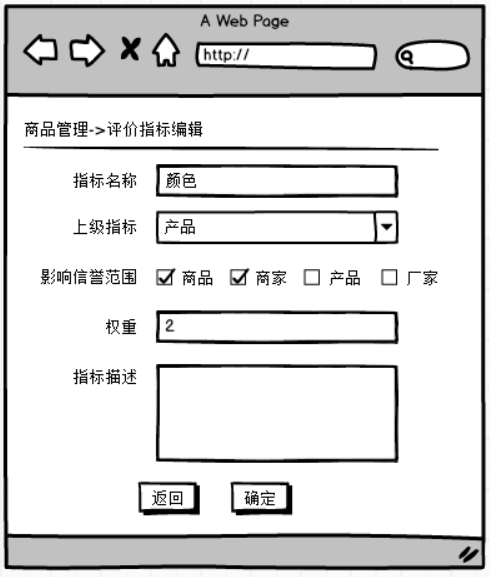 A Web Page
http://
商品管理->评价指标编辑
指标名称 颜色
上级指标 产品
影响信誉范围 商品 商家 产品 厂家
权重 2
指标描述
返回 确定